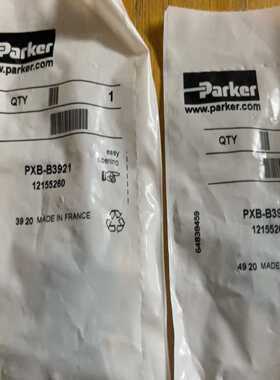 Parker
www.parker.com
QTY
1
PXB-B3921
12155260
easy
opening
39 20 MADE IN FRANCE
Parker
www.parker.
QTY
PXB-B39
1215526
64838459
49 20 MADE IN